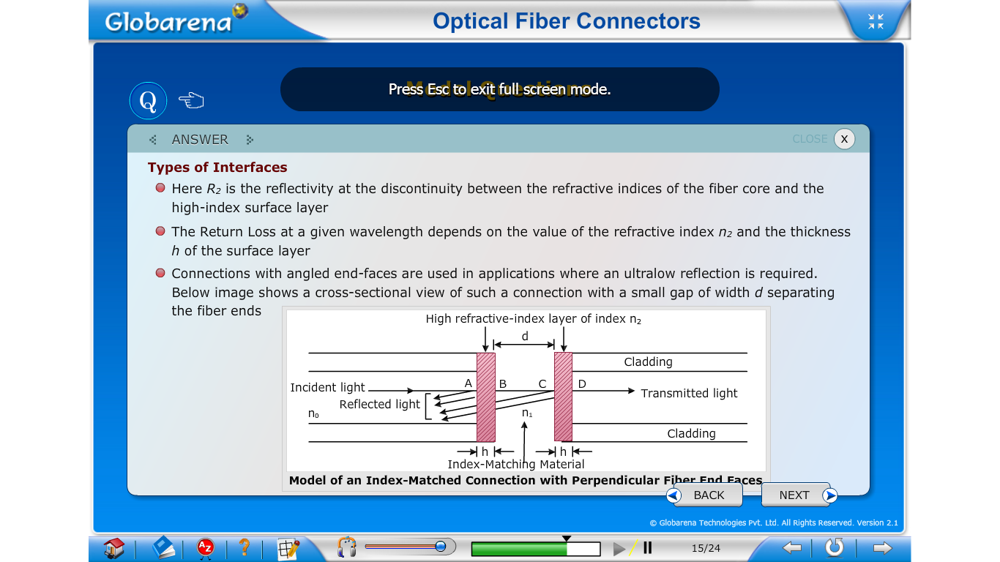 Globarena
Optical Fiber Connectors
Press Esc to exit full screen mode.
Q
ANSWER
CLOSE X
Types of Interfaces
Here R₂ is the reflectivity at the discontinuity between the refractive indices of the fiber core and the
high-index surface layer
The Return Loss at a given wavelength depends on the value of the refractive index n₂ and the thickness
h of the surface layer
Connections with angled end-faces are used in applications where an ultralow reflection is required.
Below image shows a cross-sectional view of such a connection with a small gap of width d separating
the fiber ends
High refractive-index layer of index n₂
d
Cladding
Incident light
A B C D
Transmitted light
Reflected light
n₀
n₁
Cladding
h h
Index-Matching Material
Model of an Index-Matched Connection with Perpendicular Fiber End Faces
BACK NEXT
© Globarena Technologies Pvt. Ltd. All Rights Reserved. Version 2.1
AZ
?
15/24